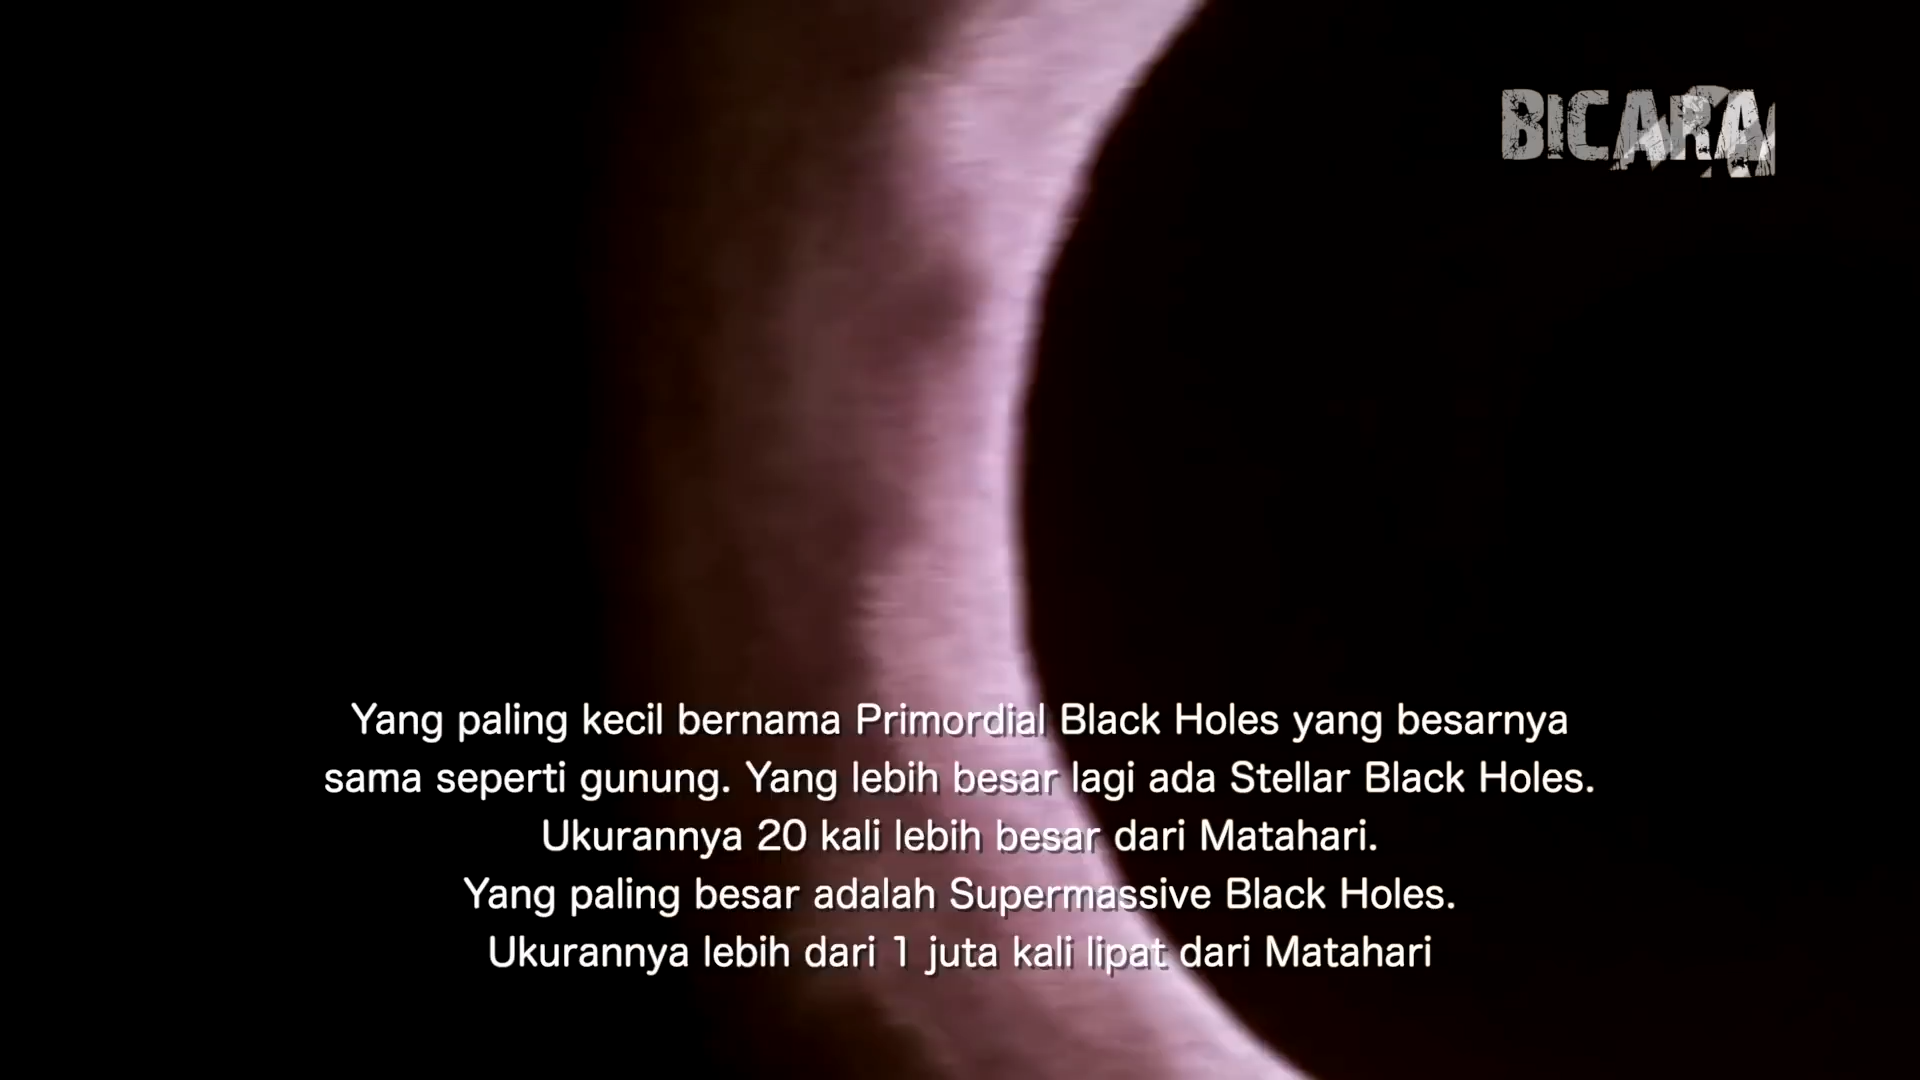 BICARA
Yang paling kecil bernama Primordial Black Holes yang besarnya
sama seperti gunung. Yang lebih besar lagi ada Stellar Black Holes.
Ukurannya 20 kali lebih besar dari Matahari.
Yang paling besar adalah Supermassive Black Holes.
Ukurannya lebih dari 1 juta kali lipat dari Matahari